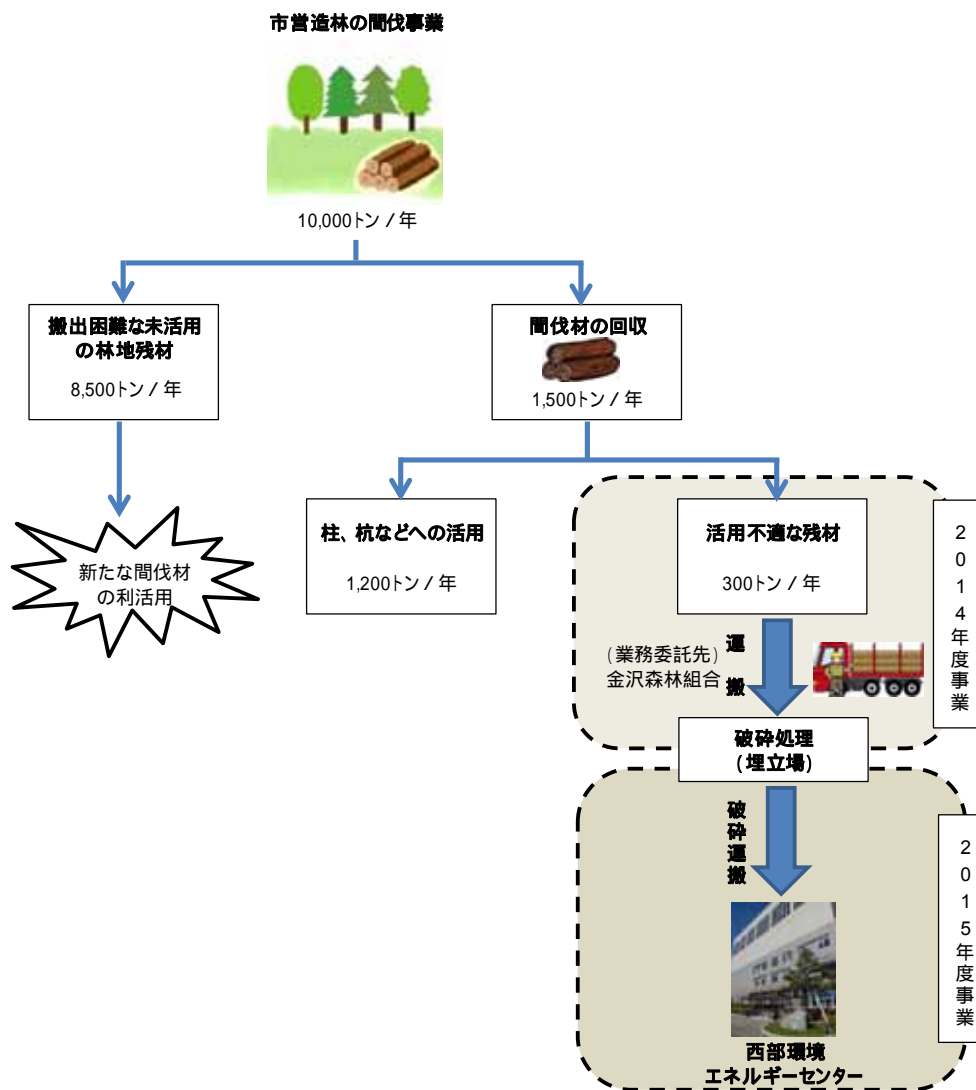 市営造林の間伐事業
10,000トン / 年
搬出困難な未活用
の林地残材
8,500トン / 年
間伐材の回収
1,500トン / 年
新たな間伐材
の利活用
柱、杭などへの活用
1,200トン / 年
活用不適な残材
300トン / 年
(業務委託先)
金沢森林組合
運搬
2014年度事業
破砕処理
(埋立場)
破砕運搬
2015年度事業
西部環境
エネルギーセンター